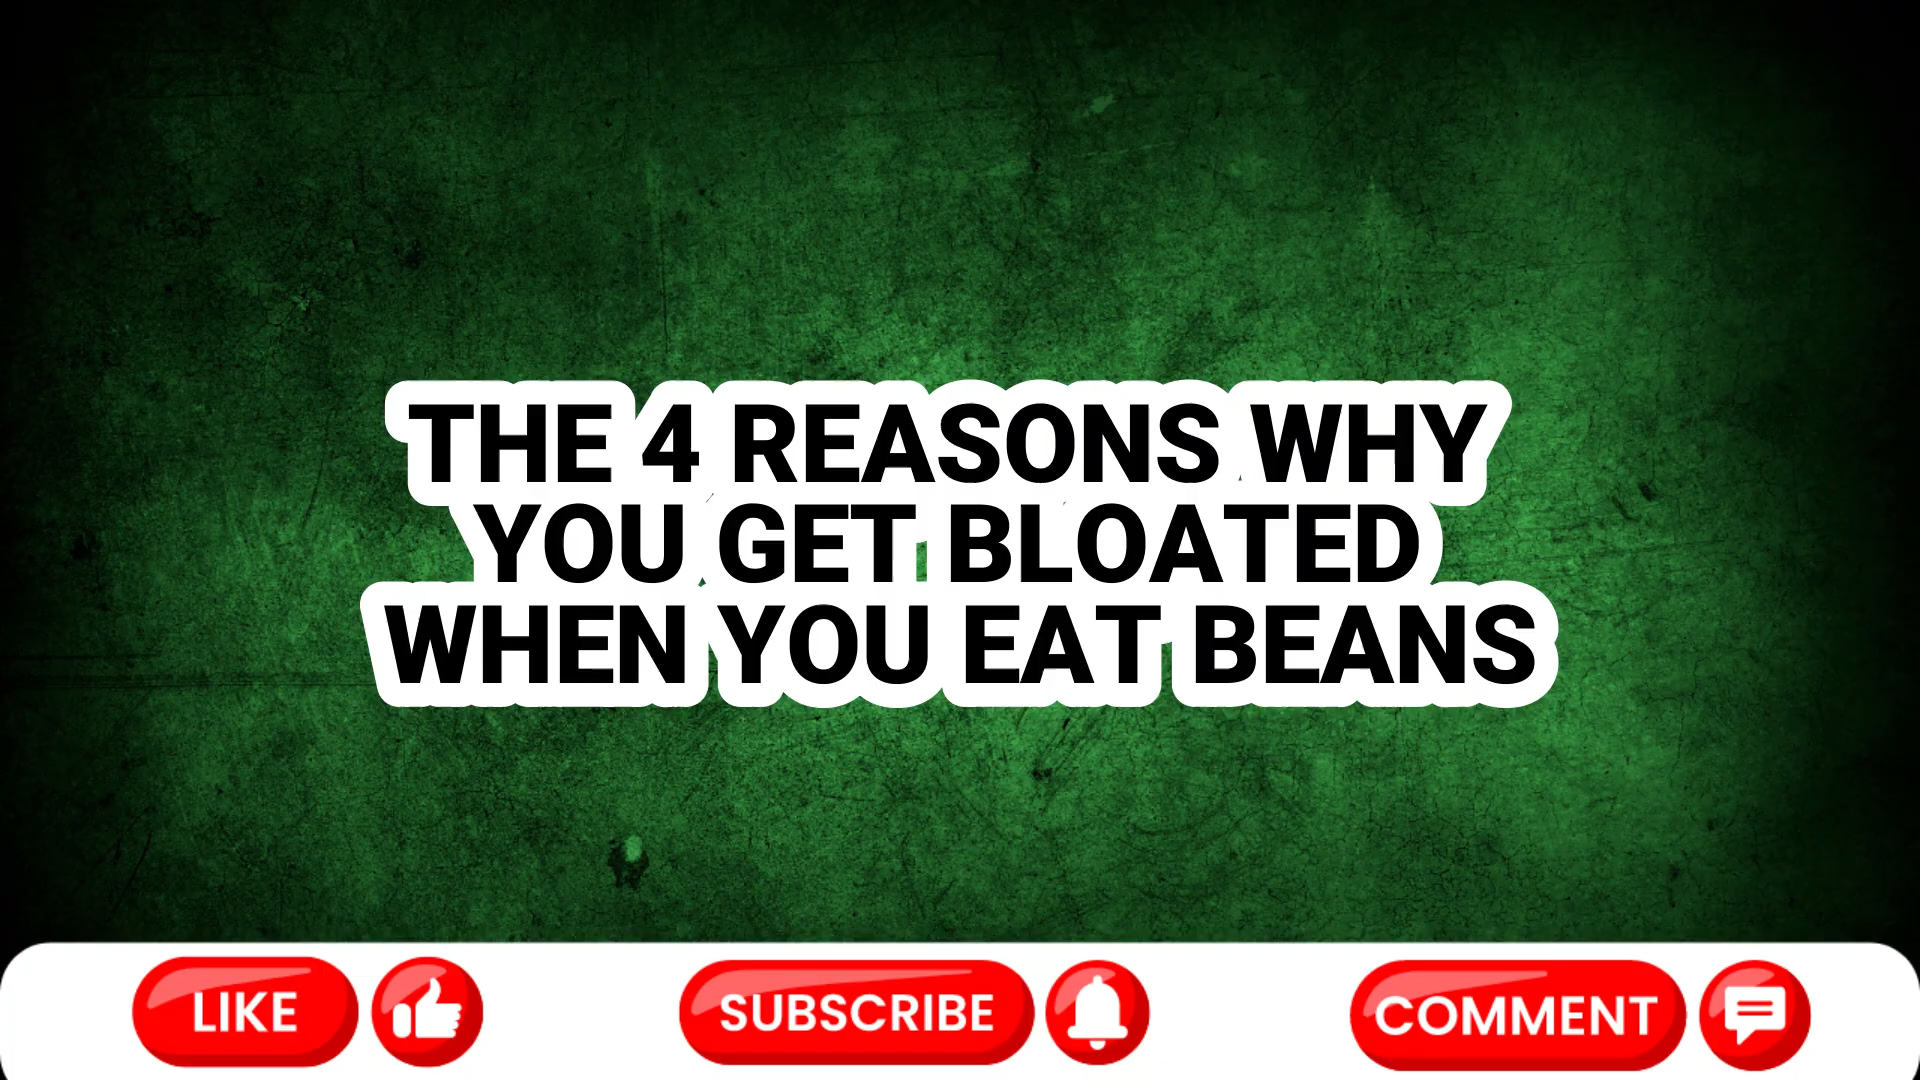 THE 4 REASONS WHY
YOU GET BLOATED
WHEN YOU EAT BEANS
LIKE
SUBSCRIBE
COMMENT